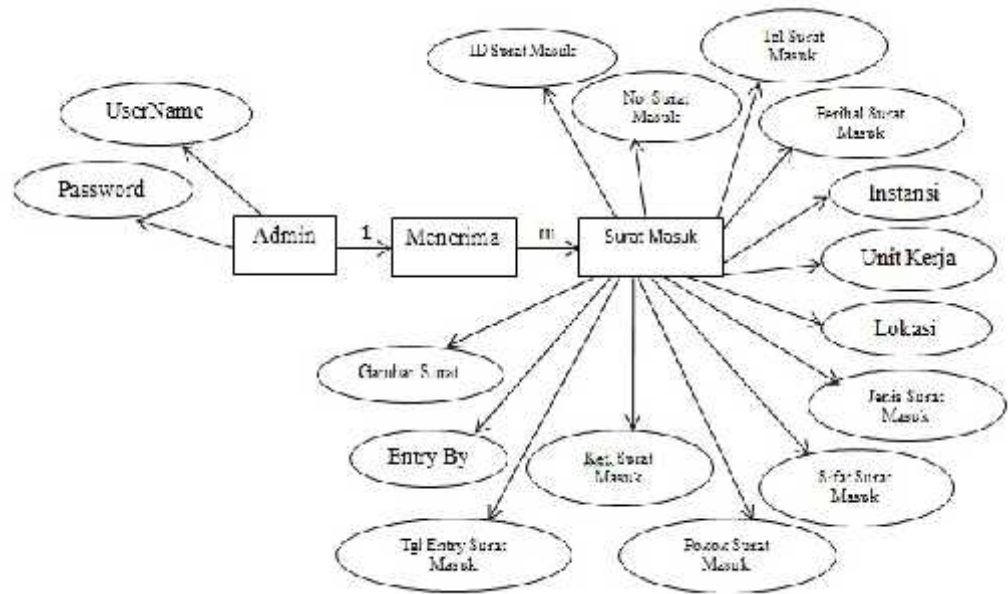 ID Surat Masuk
Tgl Surat
Masuk
No. Surat
Masuk
UserName
Perihal Surat
Masuk
Password
Instansi
Admin
1
Menerima
m
Surat Masuk
Unit Kerja
Lokasi
Gambar Surat
Jenis Surat
Masuk
Entry By
Ket. Surat
Masuk
Sifat Surat
Masuk
Tgl Entry Surat
Masuk
Pokok Surat
Masuk